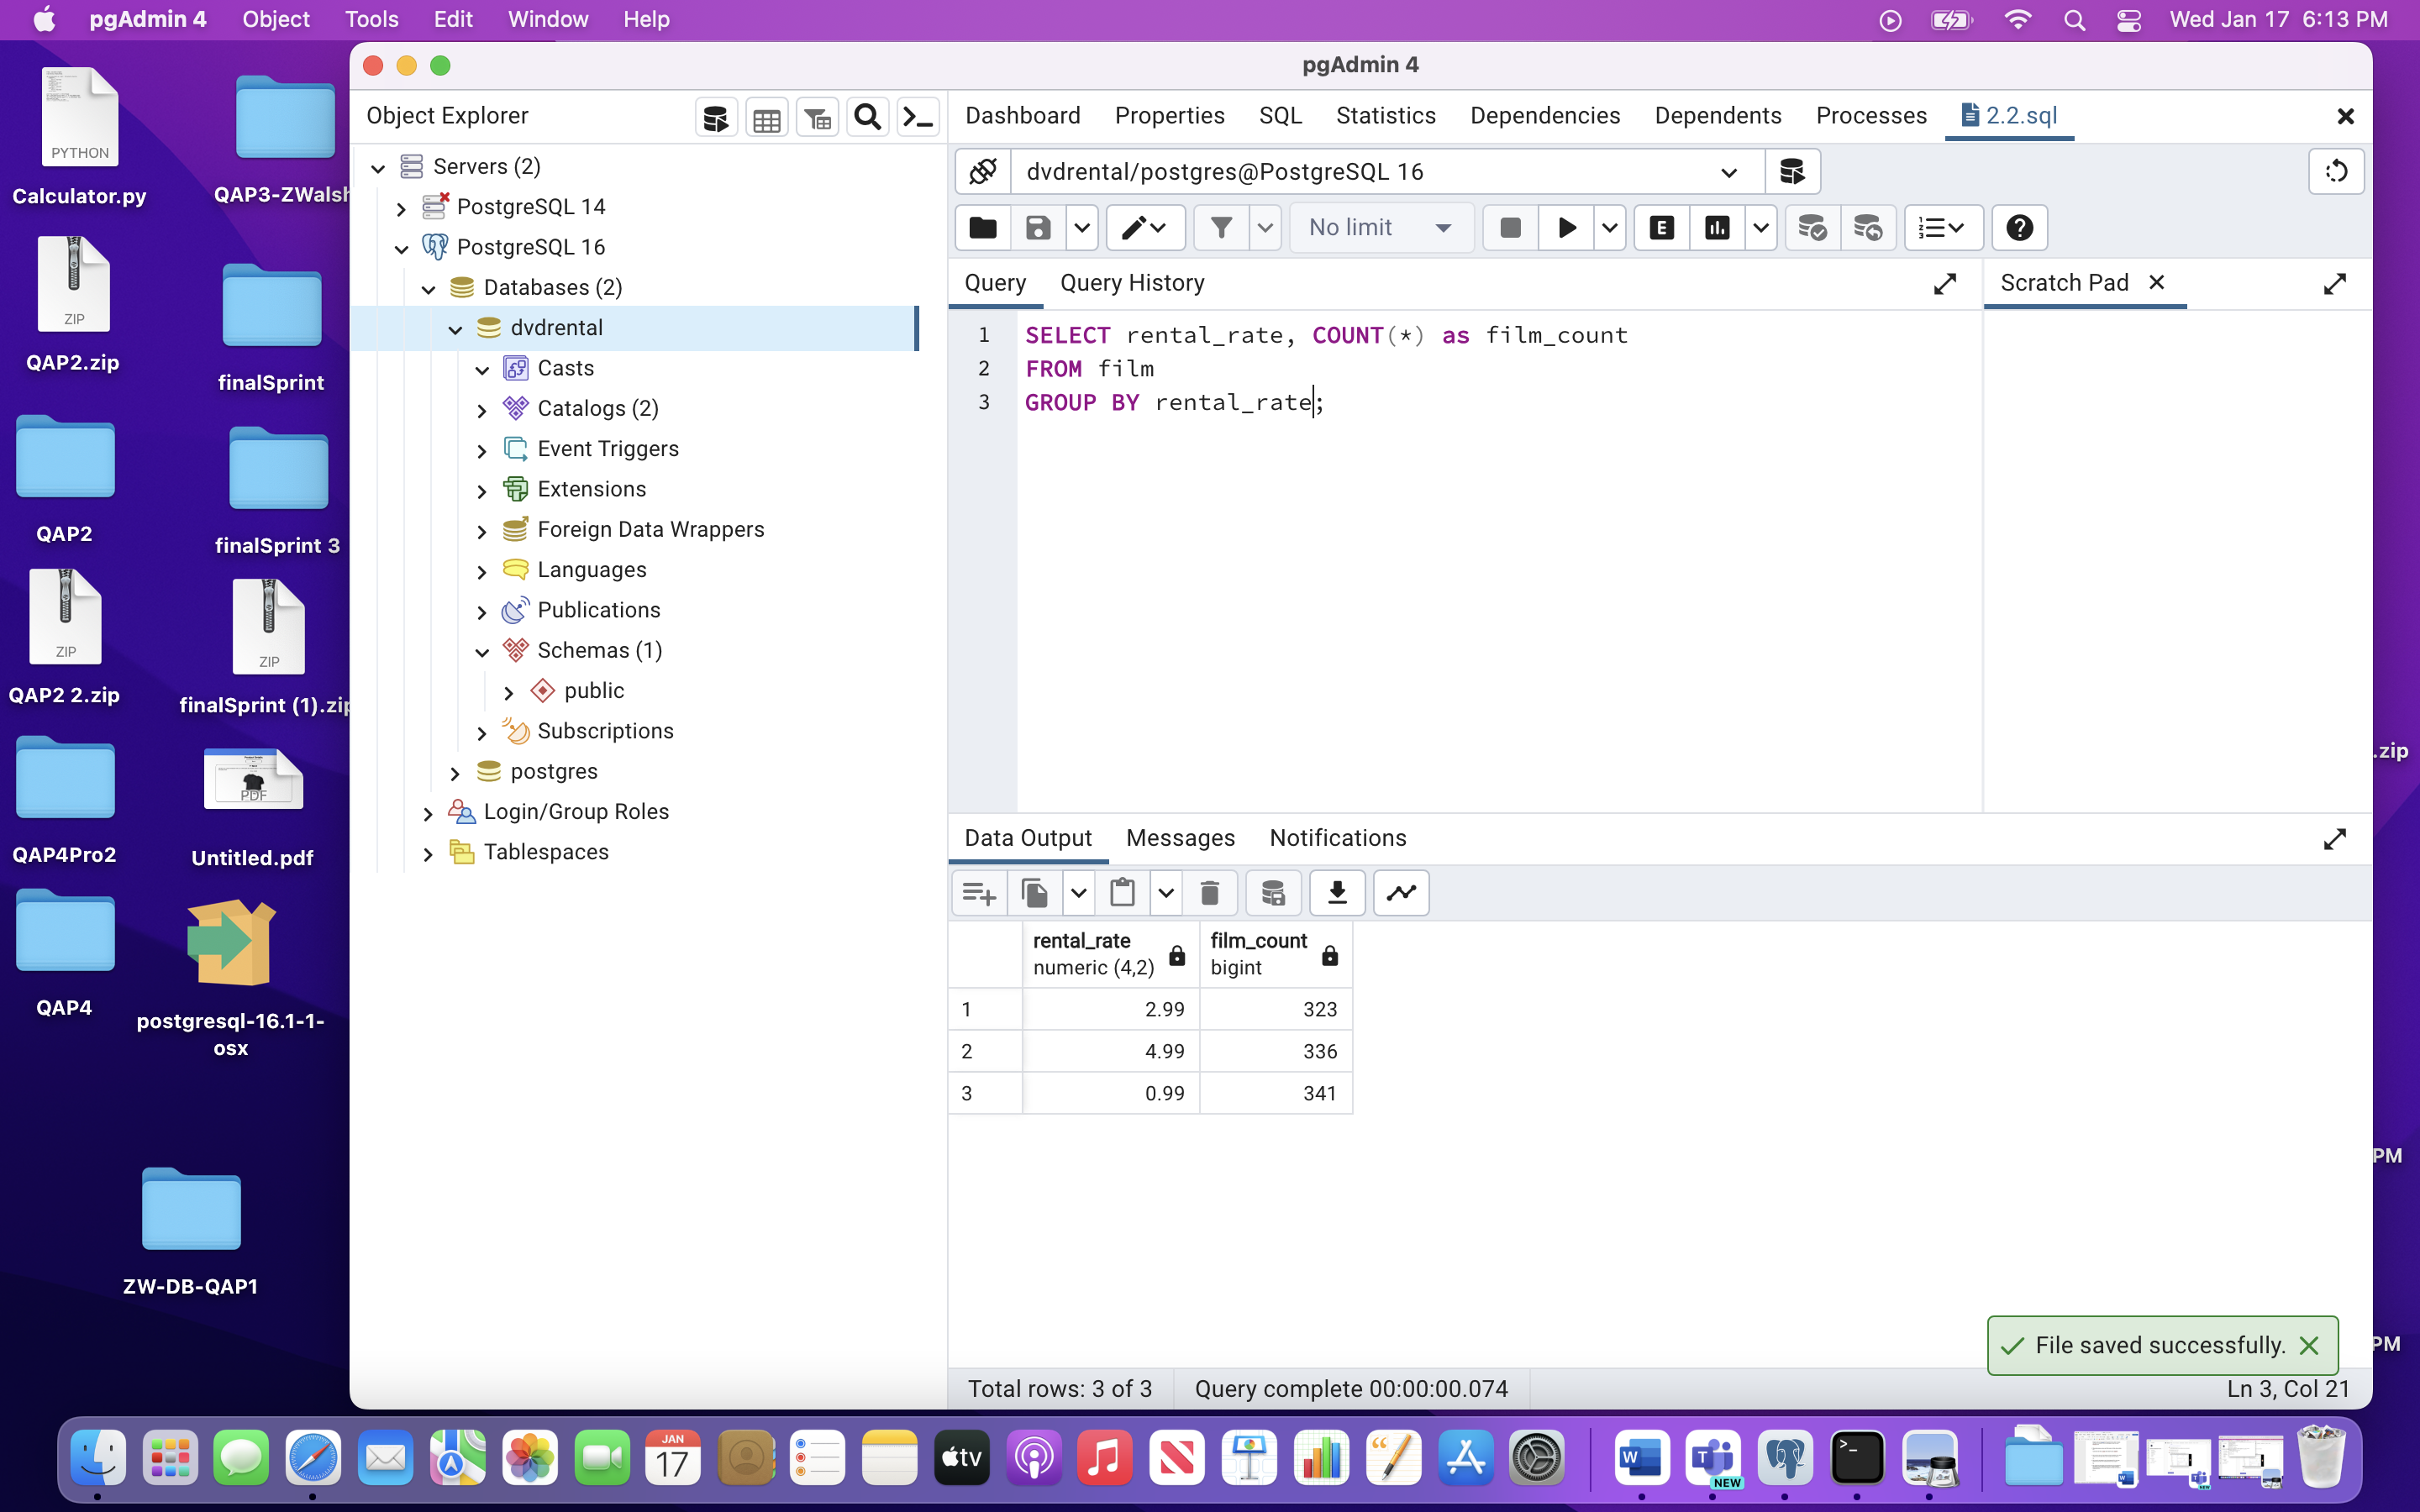 pgAdmin 4 Object Tools Edit Window Help
Wed Jan 17 6:13 PM
pgAdmin 4
Object Explorer
Dashboard Properties SQL Statistics Dependencies Dependents Processes 2.2.sql
Servers (2)
PostgreSQL 14
PostgreSQL 16
Databases (2)
dvdrental
Casts
Catalogs (2)
Event Triggers
Extensions
Foreign Data Wrappers
Languages
Publications
Schemas (1)
public
Subscriptions
postgres
Login/Group Roles
Tablespaces
dvdrental/postgres@PostgreSQL 16
No limit
E
Query Query History
Scratch Pad
1 SELECT rental_rate, COUNT(*) as film_count
2 FROM film
3 GROUP BY rental_rate;
Data Output Messages Notifications
rental_rate film_count
numeric (4,2) bigint
1 2.99 323
2 4.99 336
3 0.99 341
File saved successfully.
Total rows: 3 of 3 Query complete 00:00:00.074
Ln 3, Col 21
PYTHON
Calculator.py
QAP3-ZWalsh
ZIP
QAP2.zip
finalSprint
QAP2
finalSprint 3
ZIP
QAP2 2.zip
ZIP
finalSprint (1).zip
QAP4Pro2
PDF
Untitled.pdf
QAP4
postgresql-16.1-1-
osx
ZW-DB-QAP1
.zip
PM
PM
JAN
17
tv
W
T
NEW
>_